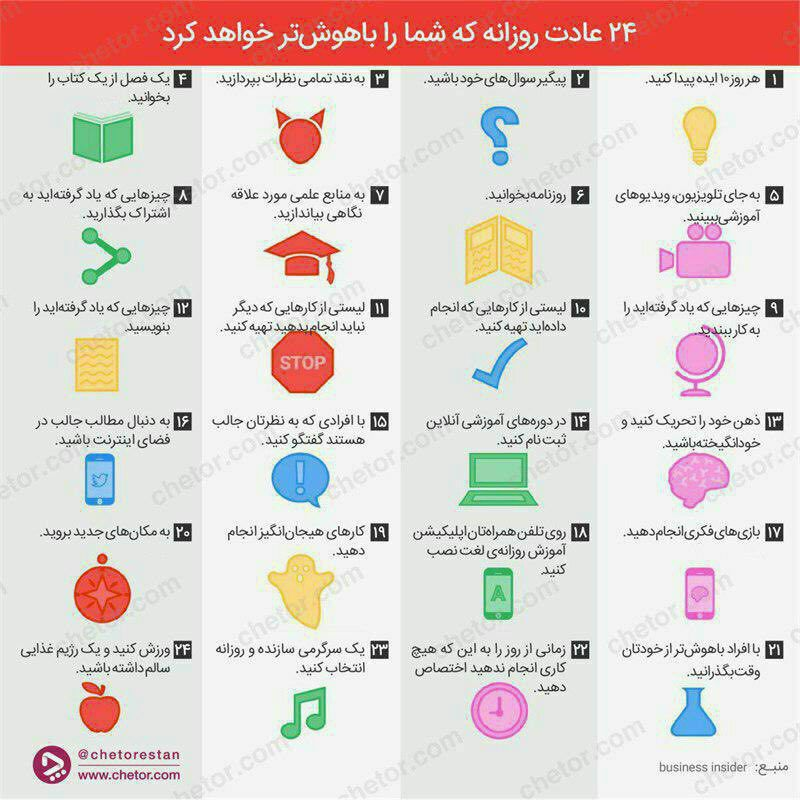 ۲۴ عادت روزانه که شما را باهوش‌تر خواهد کرد
۱ هر روز ۱۰ ایده پیدا کنید.
۲ پیگیر سوال‌های خود باشید.
۳ به نقد تمامی نظرات بپردازید.
۴ یک فصل از یک کتاب را
بخوانید.
۵ به جای تلویزیون، ویدیوهای
آموزشی ببینید.
۶ روزنامه بخوانید.
۷ به منابع علمی مورد علاقه
نگاهی بیاندازید.
۸ چیزهایی که یاد گرفته‌اید به
اشتراک بگذارید.
۹ چیزهایی که یاد گرفته‌اید را
به کار ببندید.
۱۰ لیستی از کارهایی که انجام
داده‌اید تهیه کنید.
۱۱ لیستی از کارهایی که دیگر
نباید انجام بدهید تهیه کنید.
STOP
۱۲ چیزهایی که یاد گرفته‌اید را
بنویسید.
۱۳ ذهن خود را تحریک کنید و
خودانگیخته باشید.
۱۴ در دوره‌های آموزشی آنلاین
ثبت نام کنید.
۱۵ با افرادی که به نظرتان جالب
هستند گفتگو کنید.
۱۶ به دنبال مطالب جالب در
فضای اینترنت باشید.
۱۷ بازی‌های فکری انجام دهید.
۱۸ روی تلفن همراه‌تان اپلیکیشن
آموزش روزانه‌ی لغت نصب
کنید.
A
۱۹ کارهای هیجان‌انگیز انجام
دهید.
۲۰ به مکان‌های جدید بروید.
۲۱ با افراد باهوش‌تر از خودتان
وقت بگذرانید.
۲۲ زمانی از روز را به این که هیچ
کاری انجام ندهید اختصاص
دهید.
۲۳ یک سرگرمی سازنده و روزانه
انتخاب کنید.
۲۴ ورزش کنید و یک رژیم غذایی
سالم داشته باشید.
منبع: business insider
@chetorestan
www.chetor.com
chetor.com